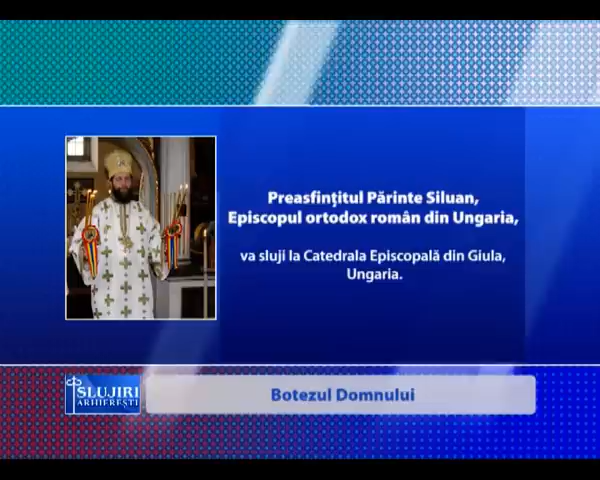 Preasfințitul Părinte Siluan,
Episcopul ortodox român din Ungaria,
va sluji la Catedrala Episcopală din Giula,
Ungaria.
SLUJIRI
ARHIEREȘTI
Botezul Domnului